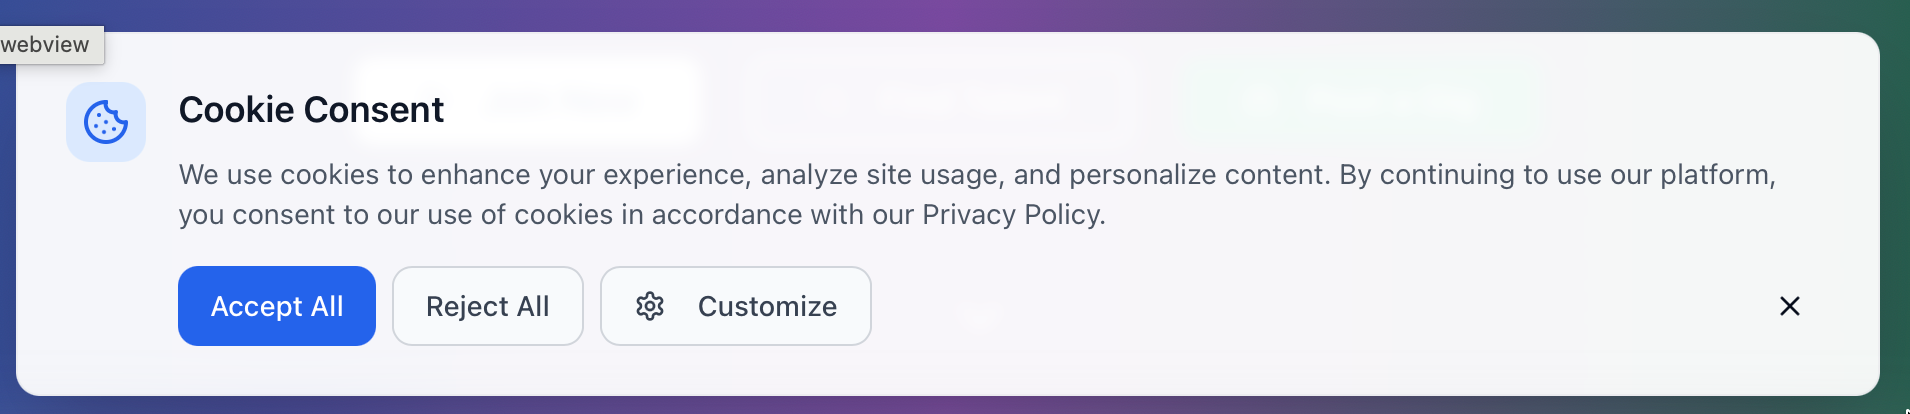 webview
Cookie Consent
We use cookies to enhance your experience, analyze site usage, and personalize content. By continuing to use our platform,
you consent to our use of cookies in accordance with our Privacy Policy.
Accept All
Reject All
Customize